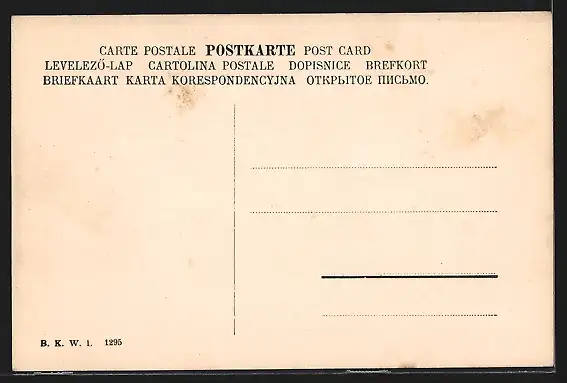 CARTE POSTALE POSTKARTE POST CARD
LEVELEZŐ-LAP CARTOLINA POSTALE DOPISNICE BREFKORT
BRIEFKAART KARTA KORESPONDENCYJNA ОТКРЫТОЕ ПИСЬМО.
B. K. W. I. 1295